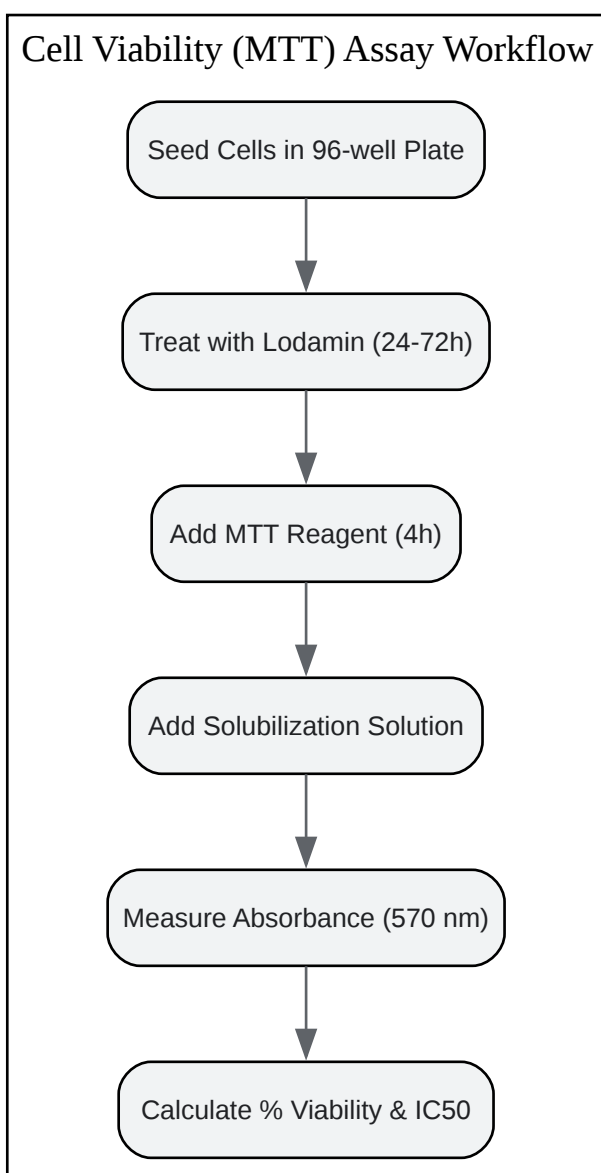 Cell Viability (MTT) Assay Workflow
Seed Cells in 96-well Plate
Treat with Lodamin (24-72h)
Add MTT Reagent (4h)
Add Solubilization Solution
Measure Absorbance (570 nm)
Calculate % Viability & IC50